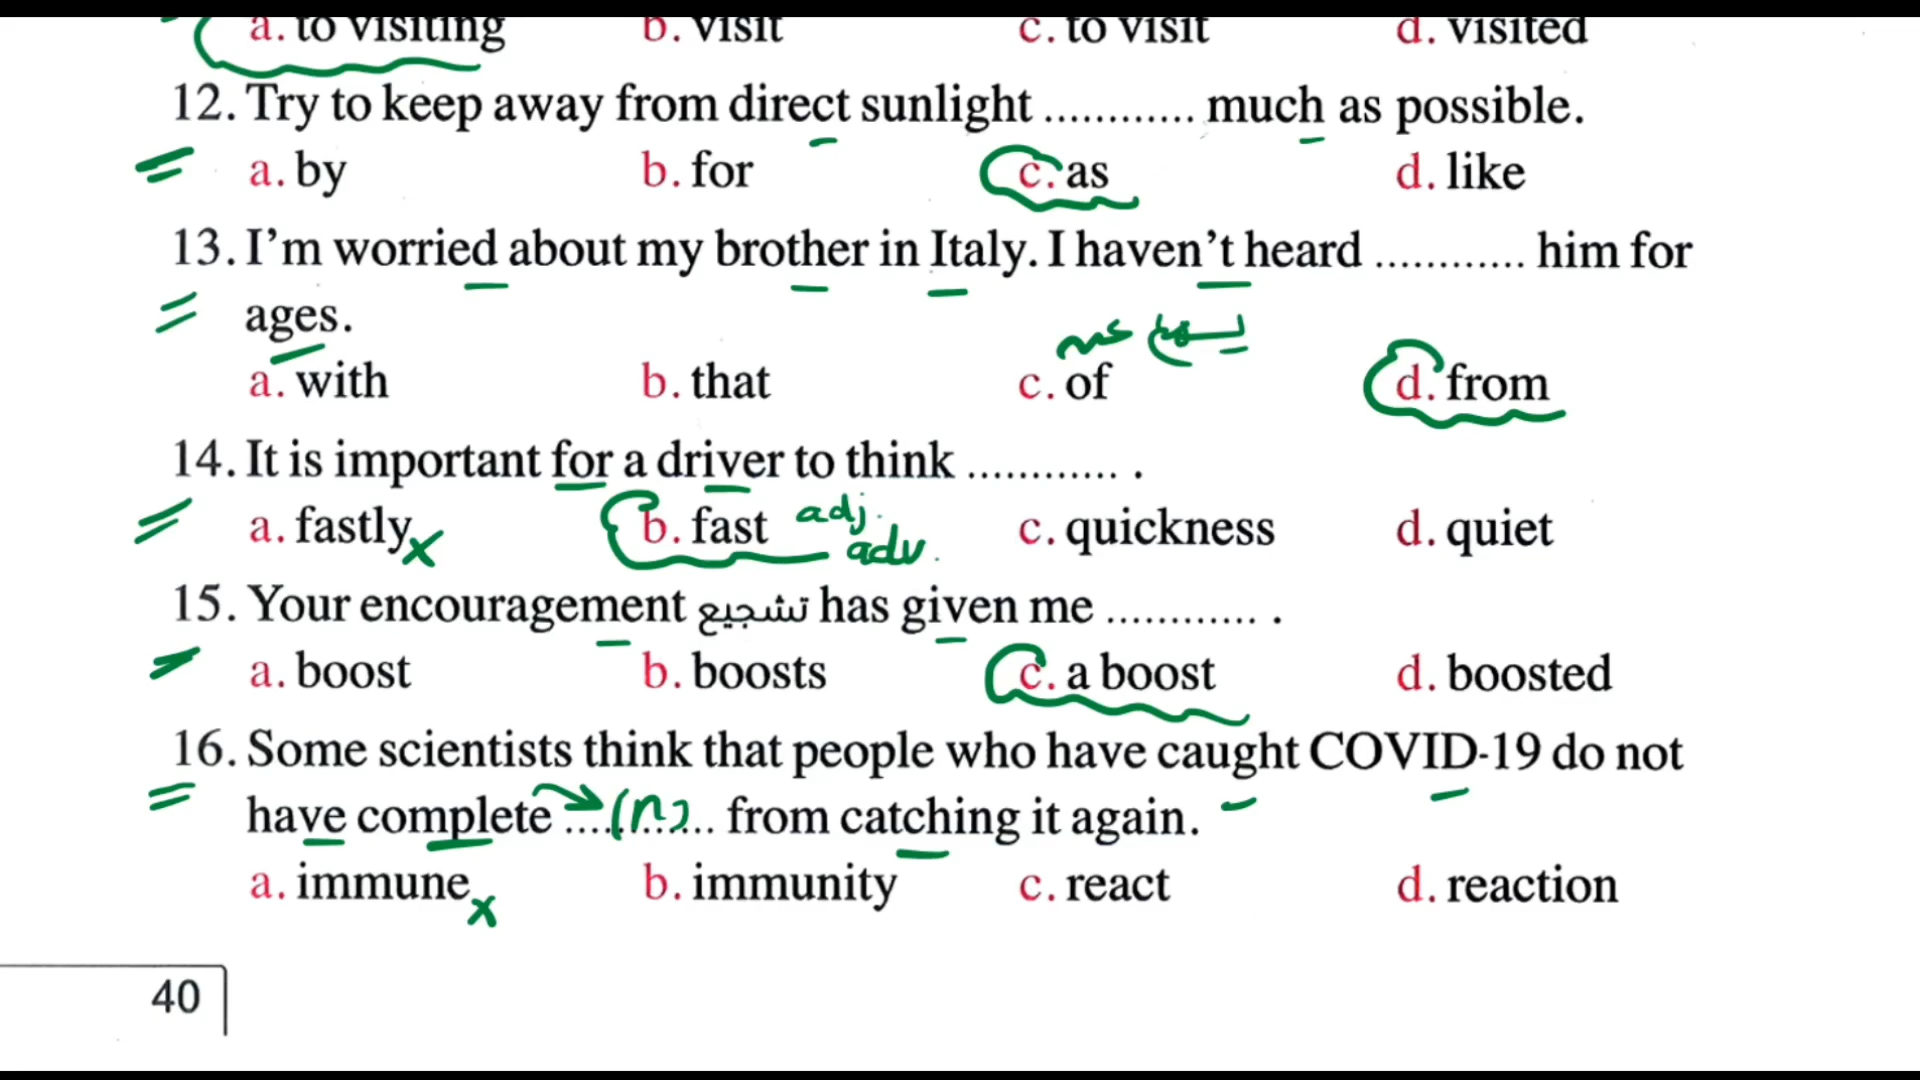 a. to visiting b. visit c. to visit d. visited
12. Try to keep away from direct sunlight ............ much as possible.
a. by b. for c. as d. like
13. I'm worried about my brother in Italy. I haven't heard ............ him for
ages.
يسمع عن
a. with b. that c. of d. from
14. It is important for a driver to think ............ .
a. fastly x b. fast adj. c. quickness d. quiet
adv.
15. Your encouragement تشجيع has given me ............ .
a. boost b. boosts c. a boost d. boosted
16. Some scientists think that people who have caught COVID-19 do not
have complete ............ (n) from catching it again.
a. immune x b. immunity c. react d. reaction
40